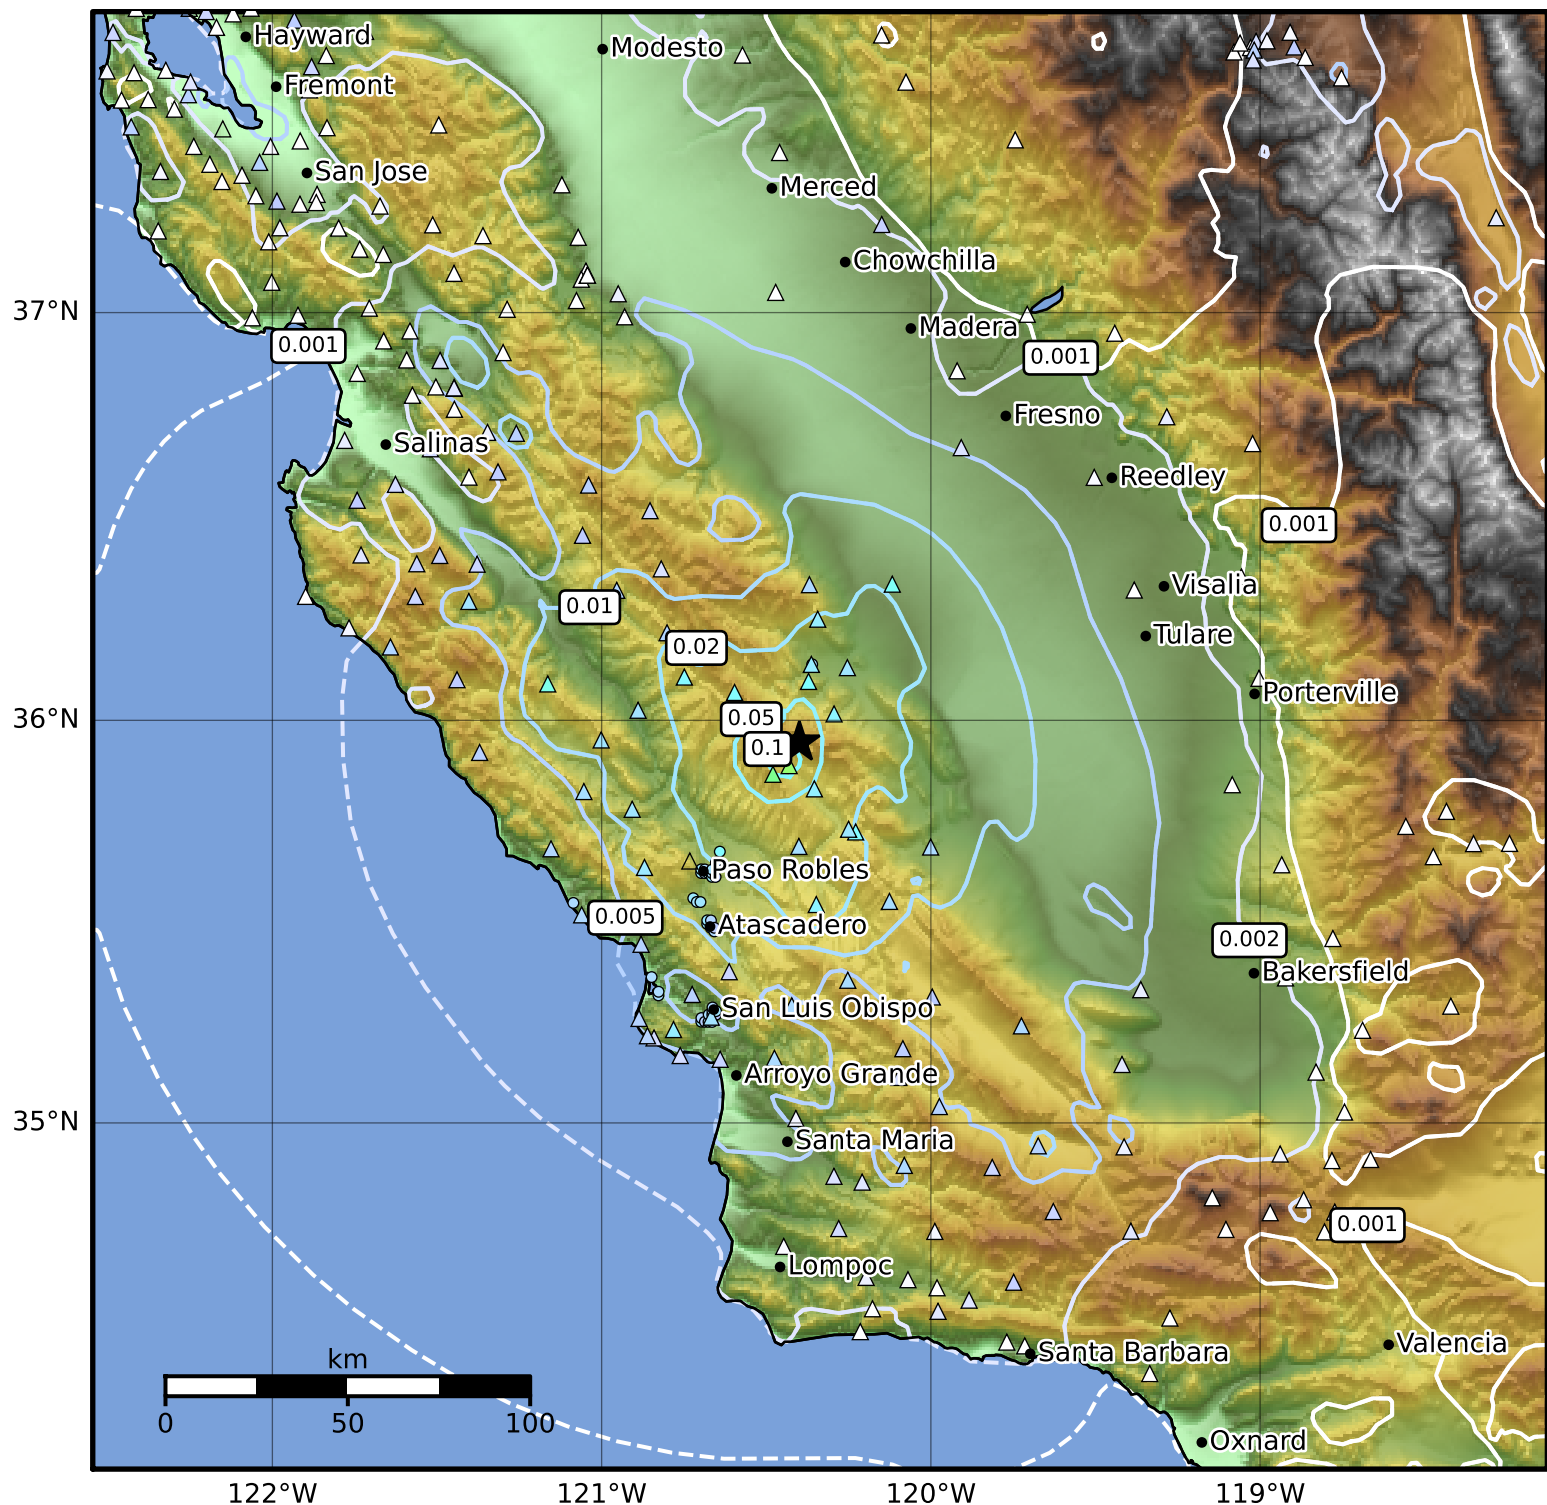 Hayward
Modesto
Fremont
San Jose
Merced
Chowchilla
37°N
Madera
0.001
0.001
Fresno
Salinas
Reedley
0.001
Visalia
0.01
Tulare
0.02
Porterville
36°N
0.05
0.1
Paso Robles
0.005
Atascadero
0.002
Bakersfield
San Luis Obispo
Arroyo Grande
35°N
Santa Maria
0.001
Lompoc
Valencia
Santa Barbara
km
0 50 100
Oxnard
122°W 121°W 120°W 119°W